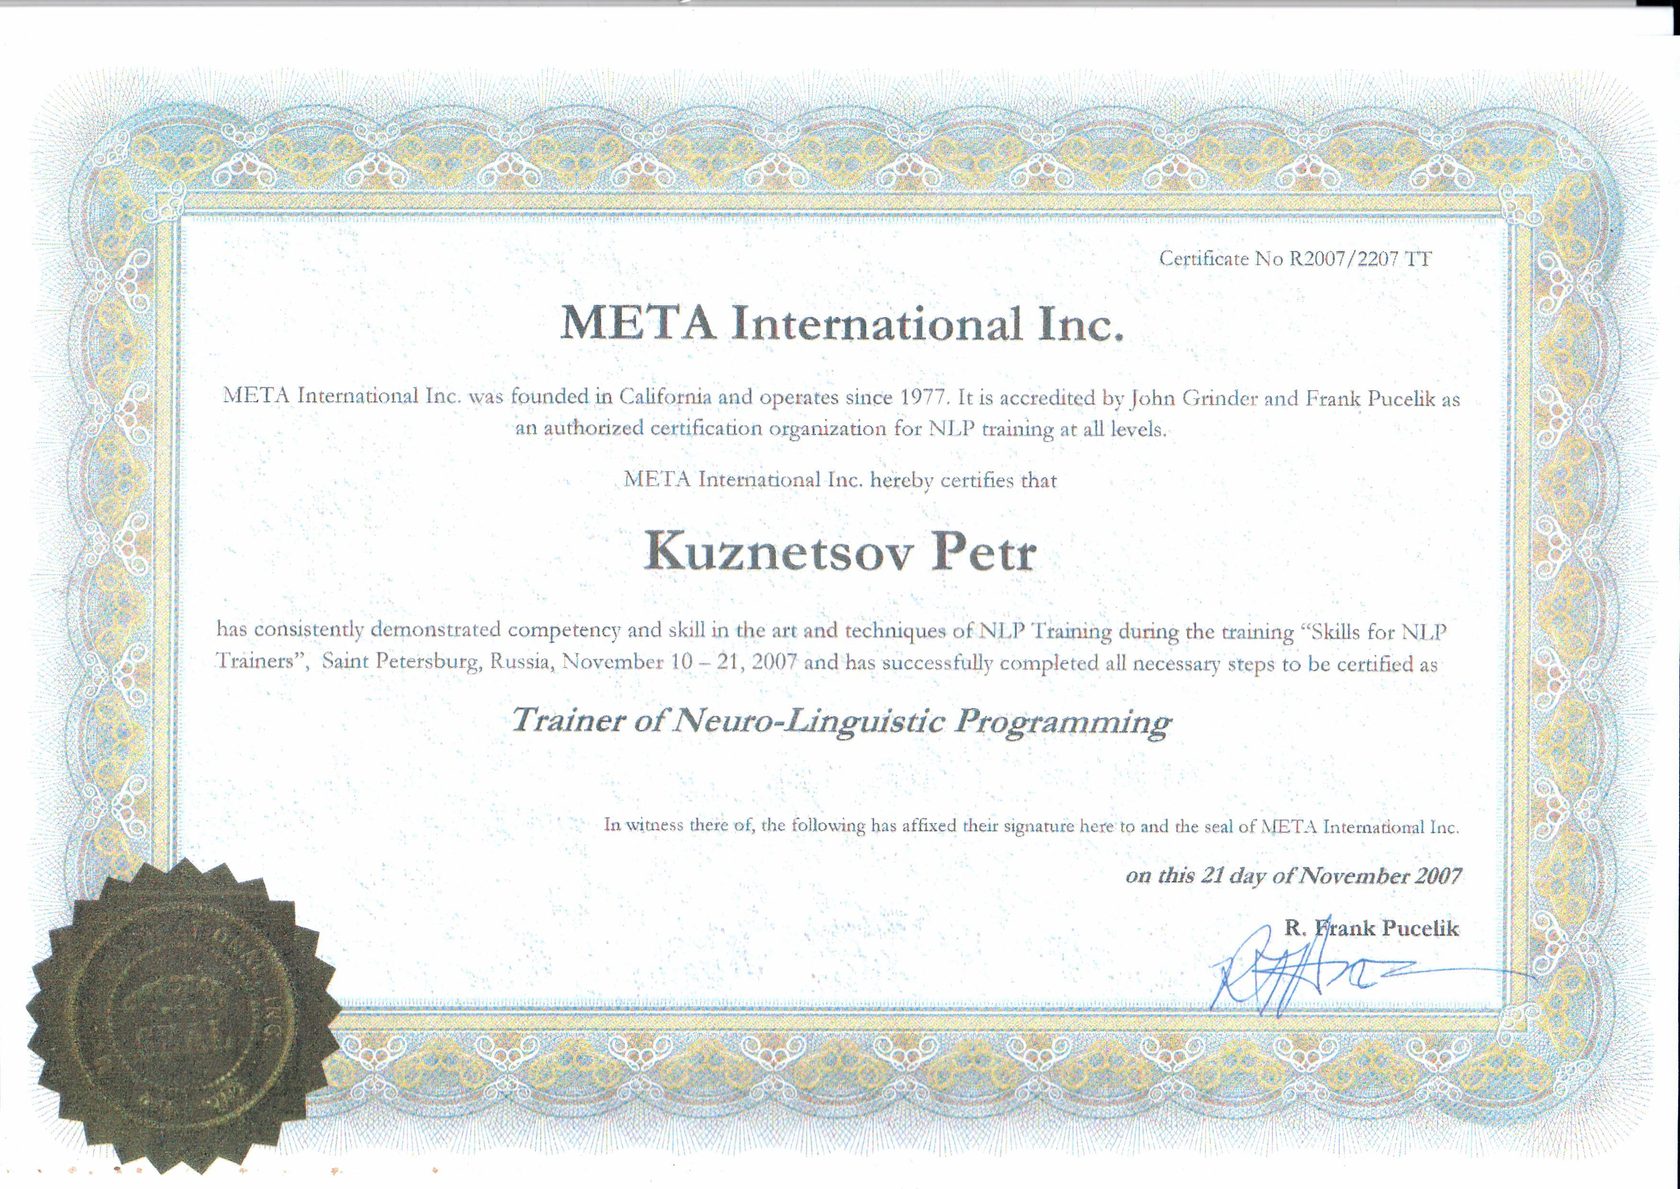 Certificate No R2007/2207 TT
META International Inc.
META International Inc. was founded in California and operates since 1977. It is accredited by John Grinder and Frank Pucelik as
an authorized certification organization for NLP training at all levels.
META International Inc. hereby certifies that
Kuznetsov Petr
has consistently demonstrated competency and skill in the art and techniques of NLP Training during the training “Skills for NLP
Trainers”, Saint Petersburg, Russia, November 10 – 21, 2007 and has successfully completed all necessary steps to be certified as
Trainer of Neuro-Linguistic Programming
In witness there of, the following has affixed their signature here to and the seal of META International Inc.
on this 21 day of November 2007
R. Frank Pucelik
INC